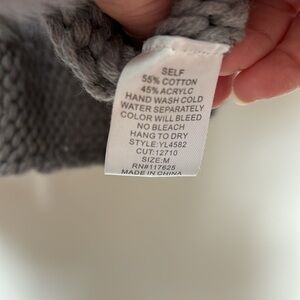 SELF
55% COTTON
45% ACRYLC
HAND WASH COLD
WATER SEPARATELY
COLOR WILL BLEED
NO BLEACH
HANG TO DRY
STYLE:YL4582
CUT:12710
SIZE:M
RN#117625
MADE IN CHINA